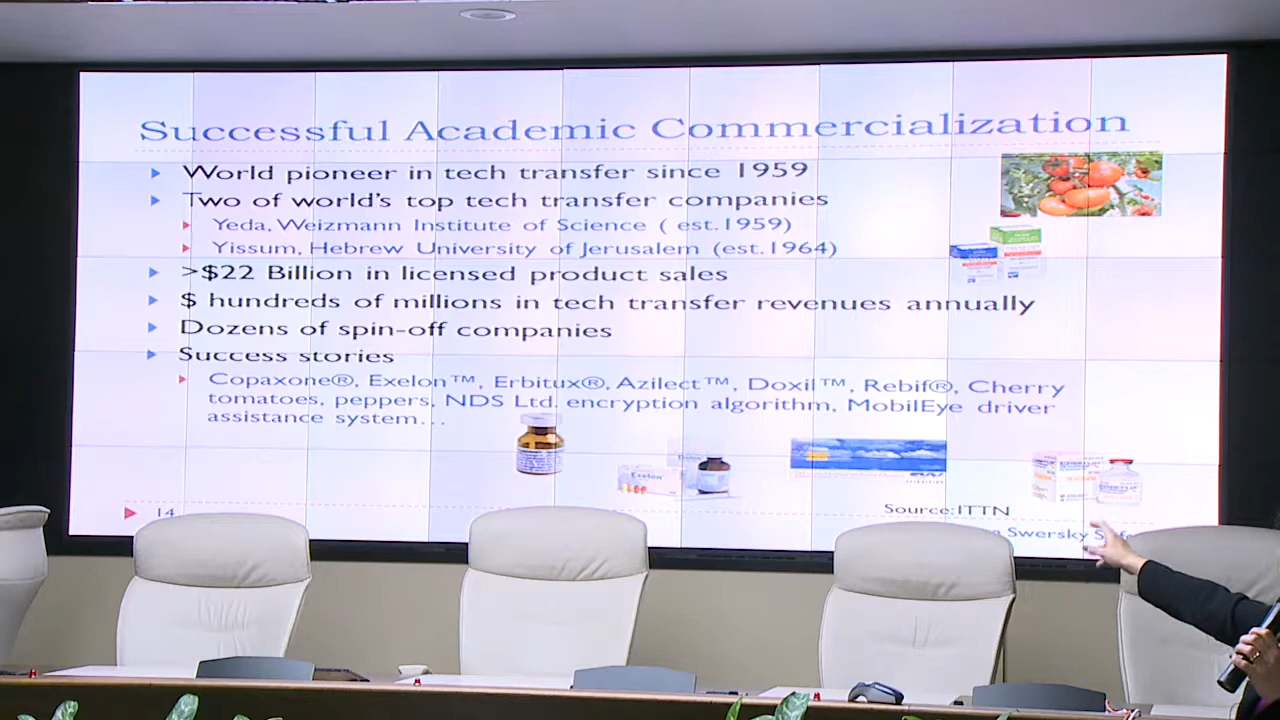 Successful Academic Commercialization
World pioneer in tech transfer since 1959
Two of world's top tech transfer companies
Yeda, Weizmann Institute of Science ( est.1959)
Yissum, Hebrew University of Jerusalem (est.1964)
>$22 Billion in licensed product sales
$ hundreds of millions in tech transfer revenues annually
Dozens of spin-off companies
Success stories
Copaxone®, Exelon™, Erbitux®, Azilect™, Doxil™, Rebif®, Cherry
tomatoes, peppers, NDS Ltd. encryption algorithm, MobilEye driver
assistance system…
Exelon
Source: ITTN
14
Swersky